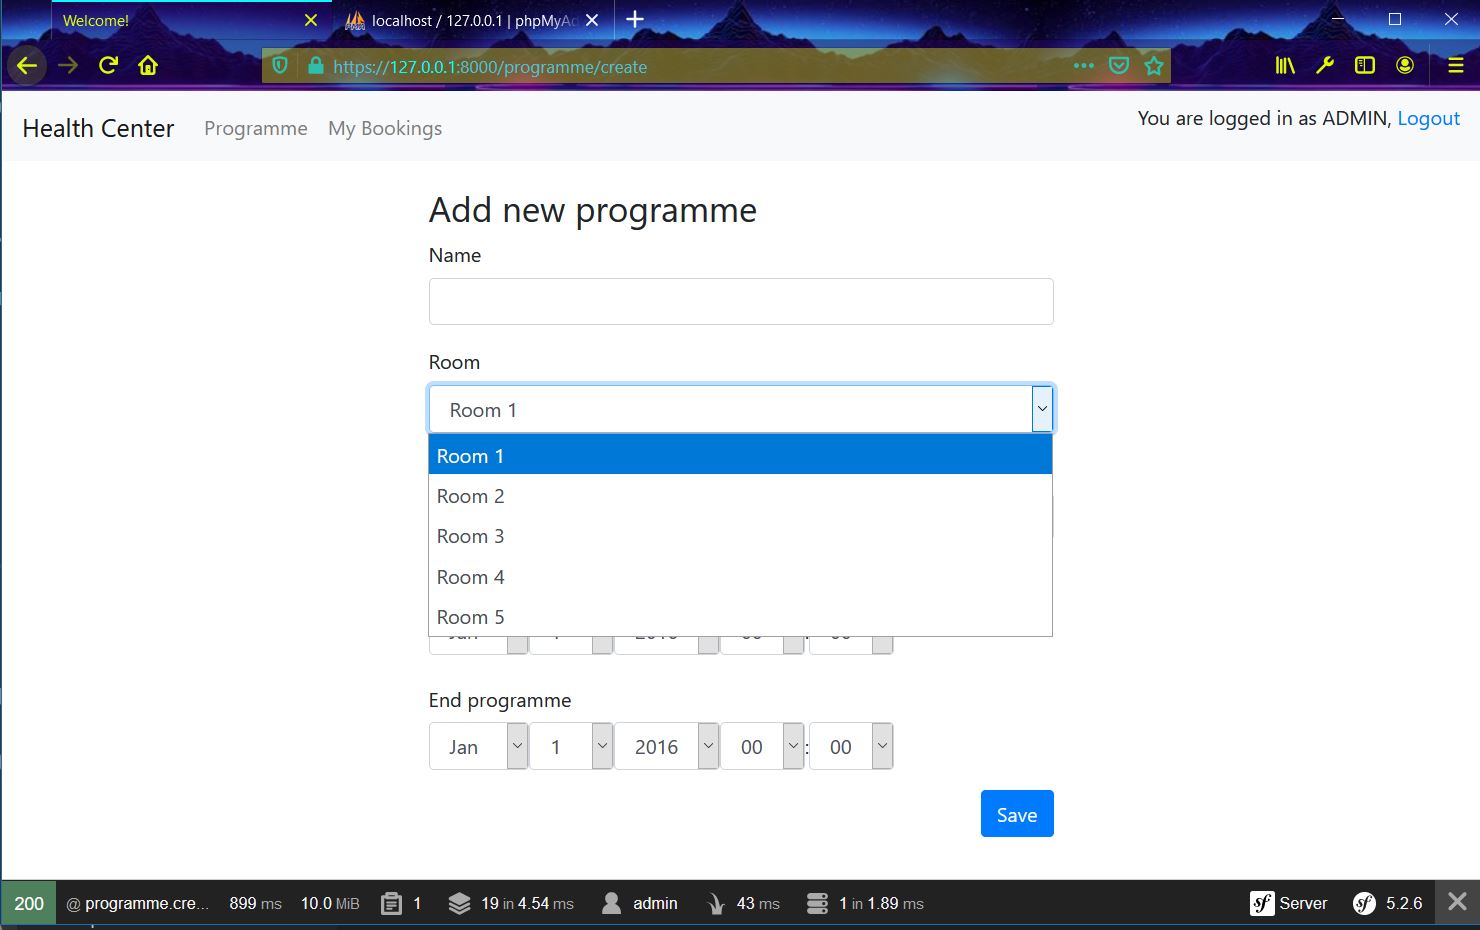 Welcome!
localhost / 127.0.0.1 | phpMyAd
https://127.0.0.1:8000/programme/create
Health Center Programme My Bookings You are logged in as ADMIN, Logout
Add new programme
Name
Room
Room 1
Room 1
Room 2
Room 3
Room 4
Room 5
End programme
Jan 1 2016 00 : 00
Save
200 @ programme.cre... 899 ms 10.0 MiB 1 19 in 4.54 ms admin 43 ms 1 in 1.89 ms sf Server sf 5.2.6